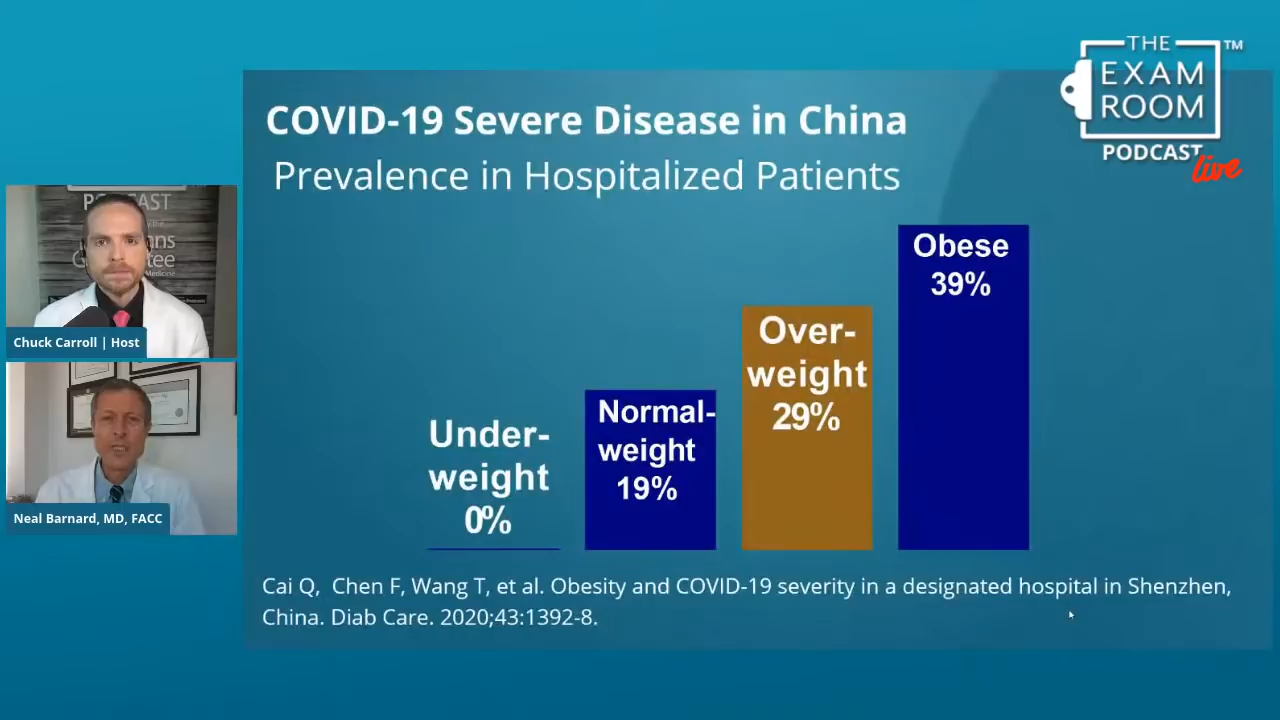 THE
EXAM
ROOM
™
PODCAST
live
COVID-19 Severe Disease in China
Prevalence in Hospitalized Patients
Under-
weight
0%
Normal-
weight
19%
Over-
weight
29%
Obese
39%
Cai Q, Chen F, Wang T, et al. Obesity and COVID-19 severity in a designated hospital in Shenzhen,
China. Diab Care. 2020;43:1392-8.
Chuck Carroll | Host
Neal Barnard, MD, FACC